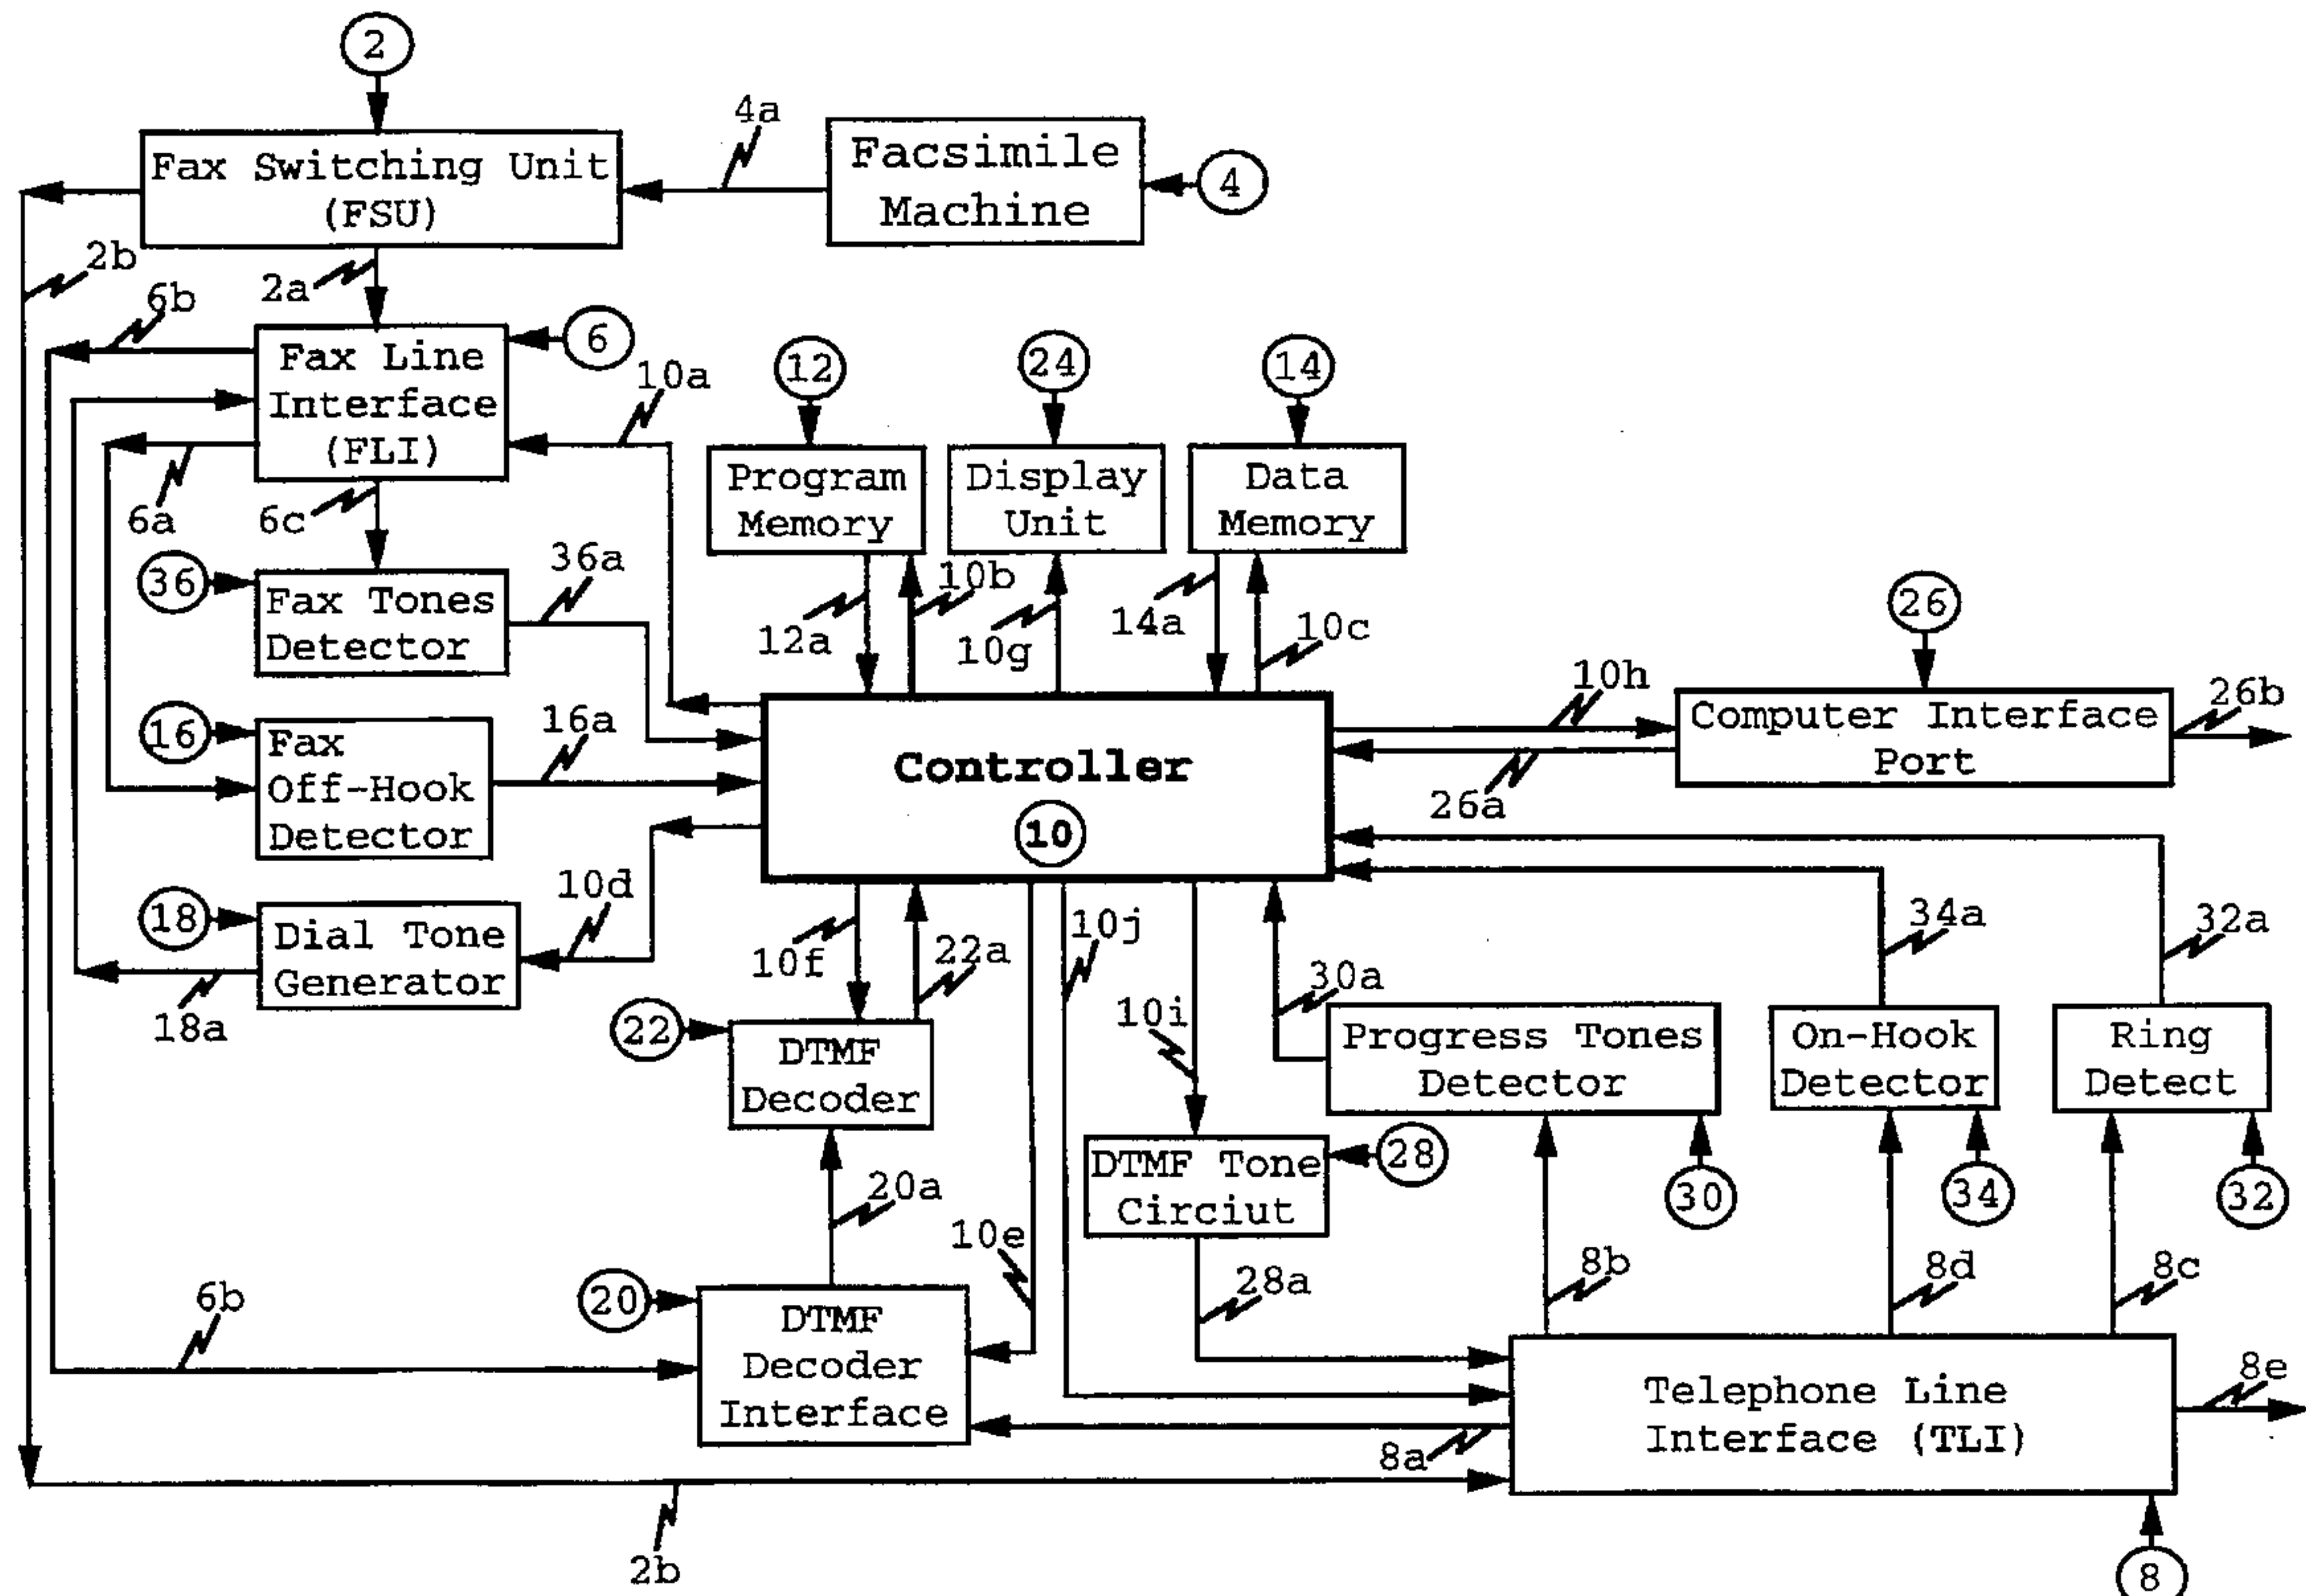 2
4a
Fax Switching Unit
(FSU)
Facsimile
Machine
4
2b
2a
6b
6
Fax Line
Interface
(FLI)
10a
12
24
14
Program
Memory
Display
Unit
Data
Memory
6a
6c
36
36a
Fax Tones
Detector
12a
10b
10g
14a
10c
26
10h
26b
Computer Interface
Port
26a
16
16a
Fax
Off-Hook
Detector
Controller
10
18
10d
Dial Tone
Generator
18a
10f
22a
10j
10i
30a
34a
32a
22
DTMF
Decoder
Progress Tones
Detector
On-Hook
Detector
Ring
Detect
DTMF Tone
Circiut
28
30
34
32
20a
10e
28a
8b
8d
8c
6b
20
DTMF
Decoder
Interface
8a
Telephone Line
Interface (TLI)
8e
2b
8